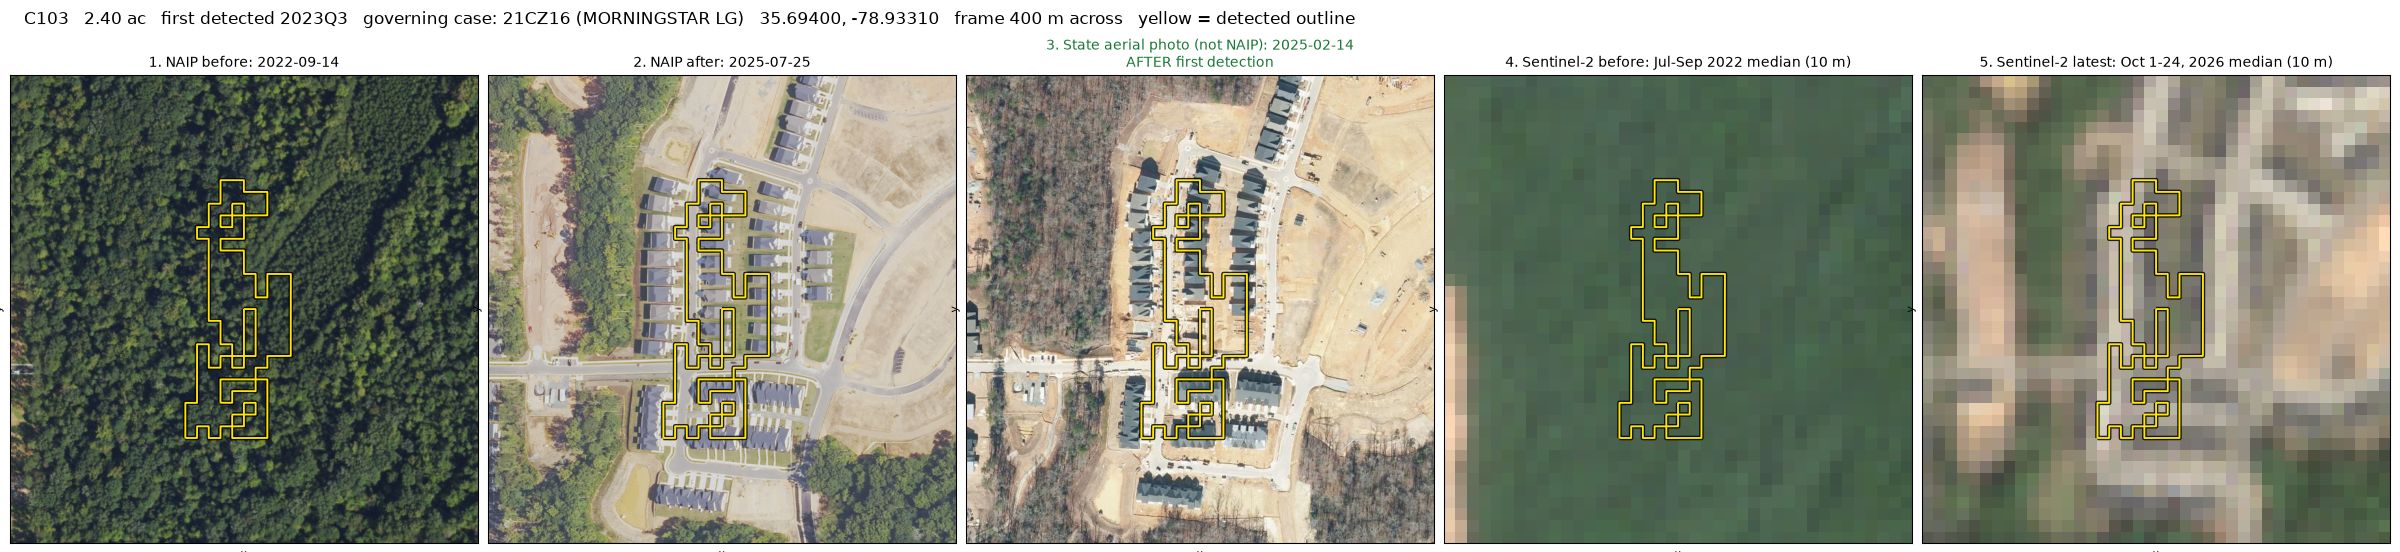 C103   2.40 ac   first detected 2023Q3   governing case: 21CZ16 (MORNINGSTAR LG)   35.69400, -78.93310   frame 400 m across   yellow = detected outline
1. NAIP before: 2022-09-14
2. NAIP after: 2025-07-25
3. State aerial photo (not NAIP): 2025-02-14
AFTER first detection
4. Sentinel-2 before: Jul-Sep 2022 median (10 m)
5. Sentinel-2 latest: Oct 1-24, 2026 median (10 m)